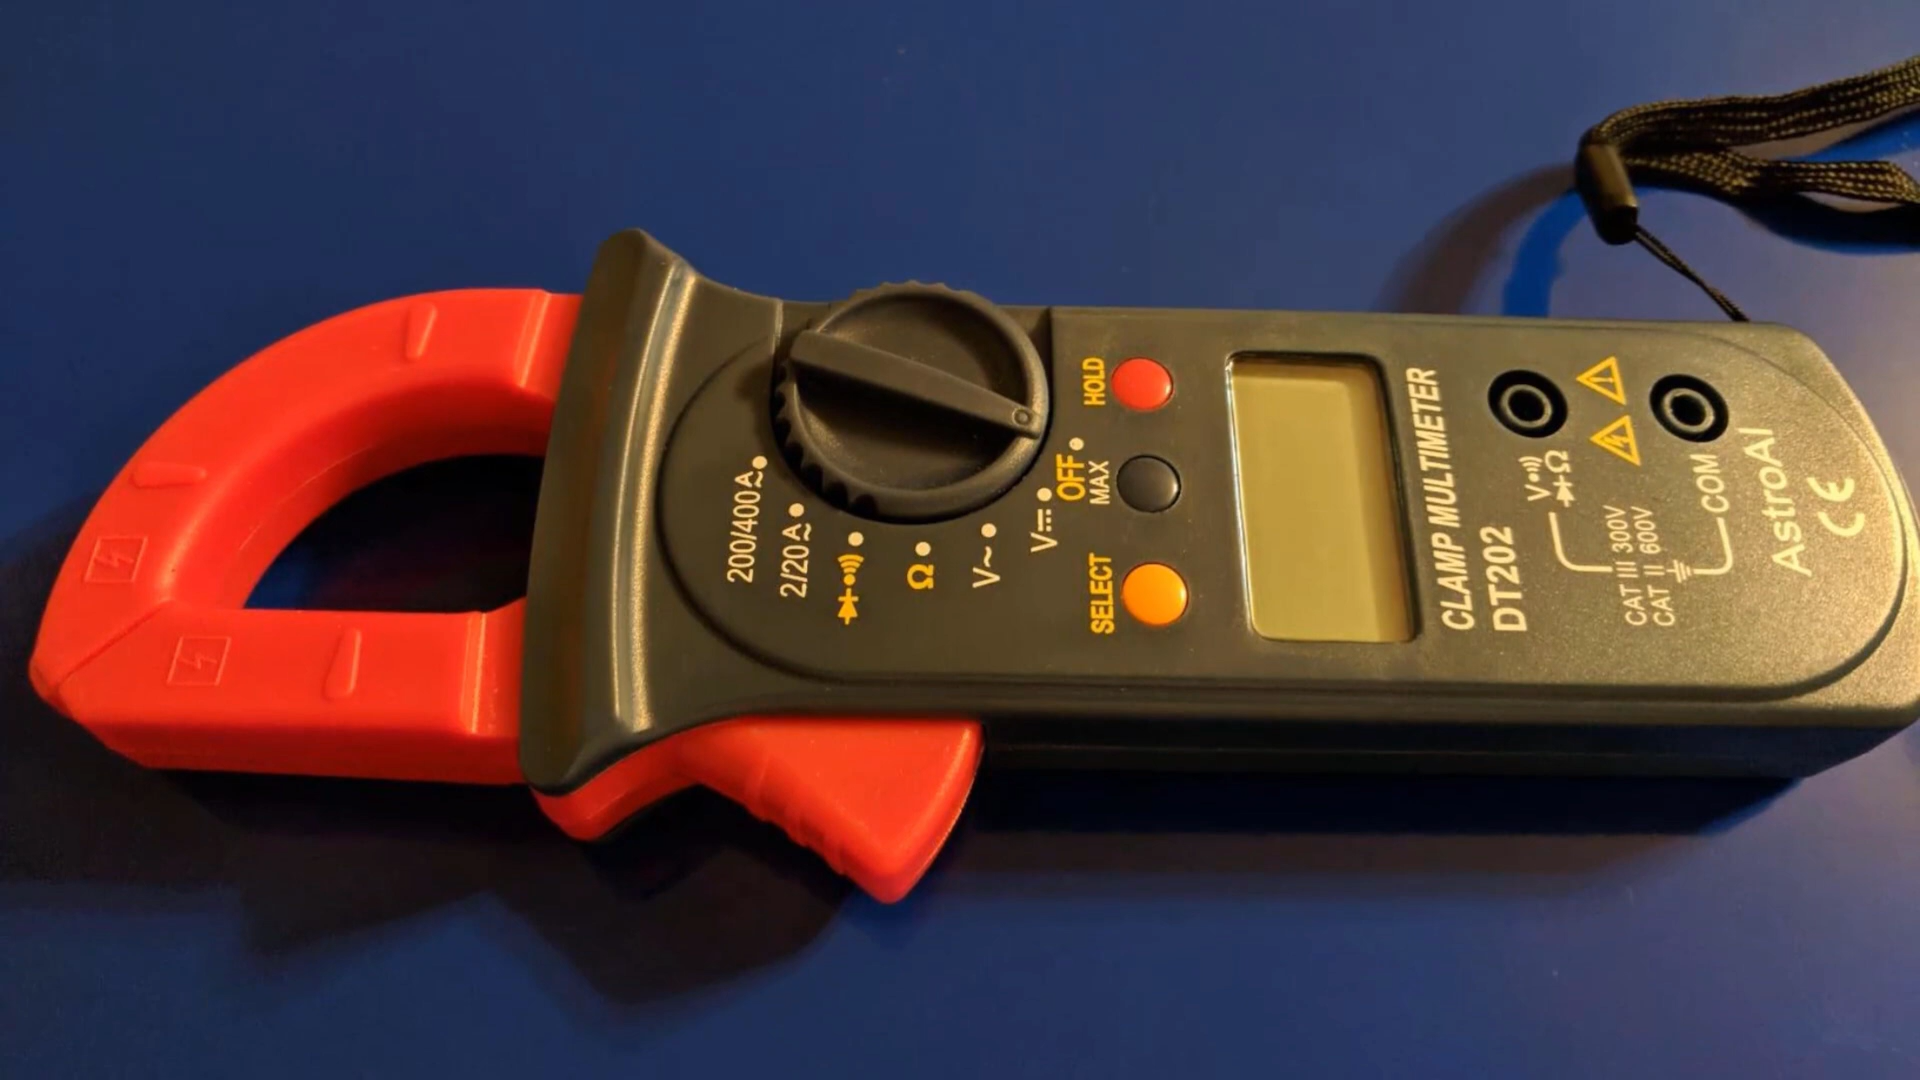 200/400A~
2/20A~
Ω
V~
V⎓
OFF
HOLD
MAX
SELECT
CLAMP MULTIMETER
DT202
V
Ω
CAT III 300V
CAT II 600V
COM
AstroAI
CE